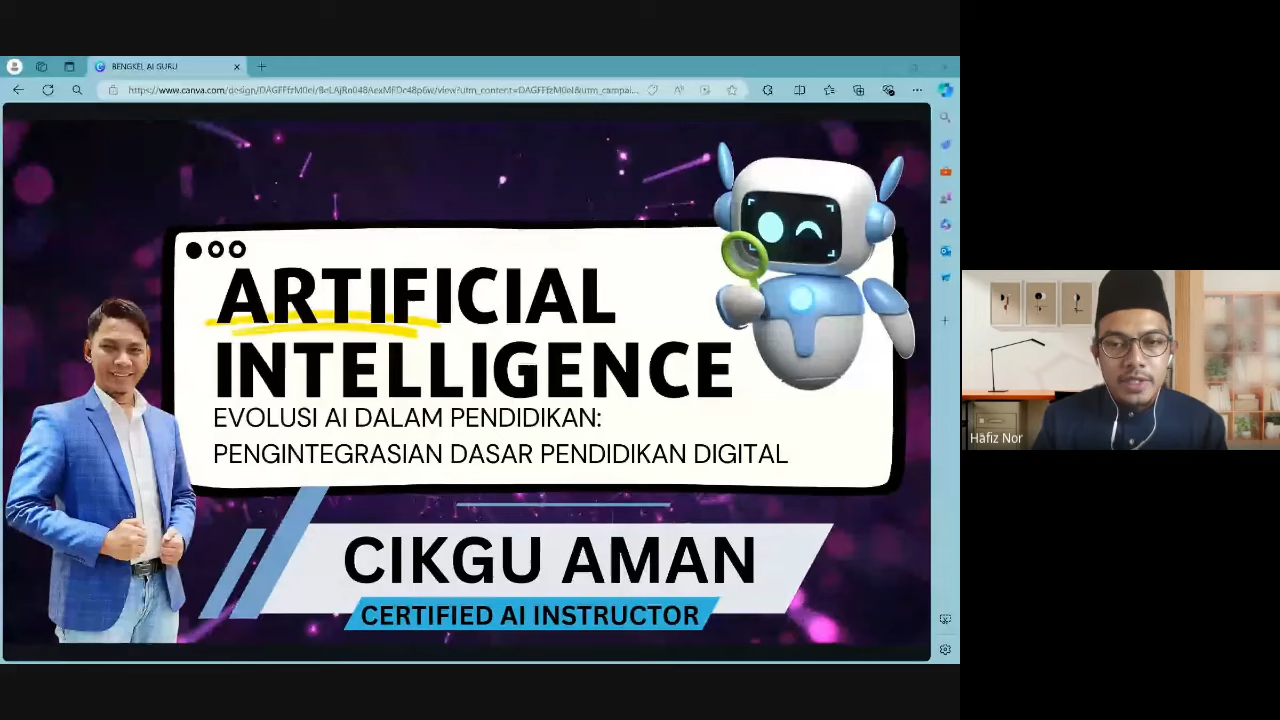 BENGKEL AI GURU
ARTIFICIAL
INTELLIGENCE
EVOLUSI AI DALAM PENDIDIKAN:
PENGINTEGRASIAN DASAR PENDIDIKAN DIGITAL
CIKGU AMAN
CERTIFIED AI INSTRUCTOR
Hafiz Nor